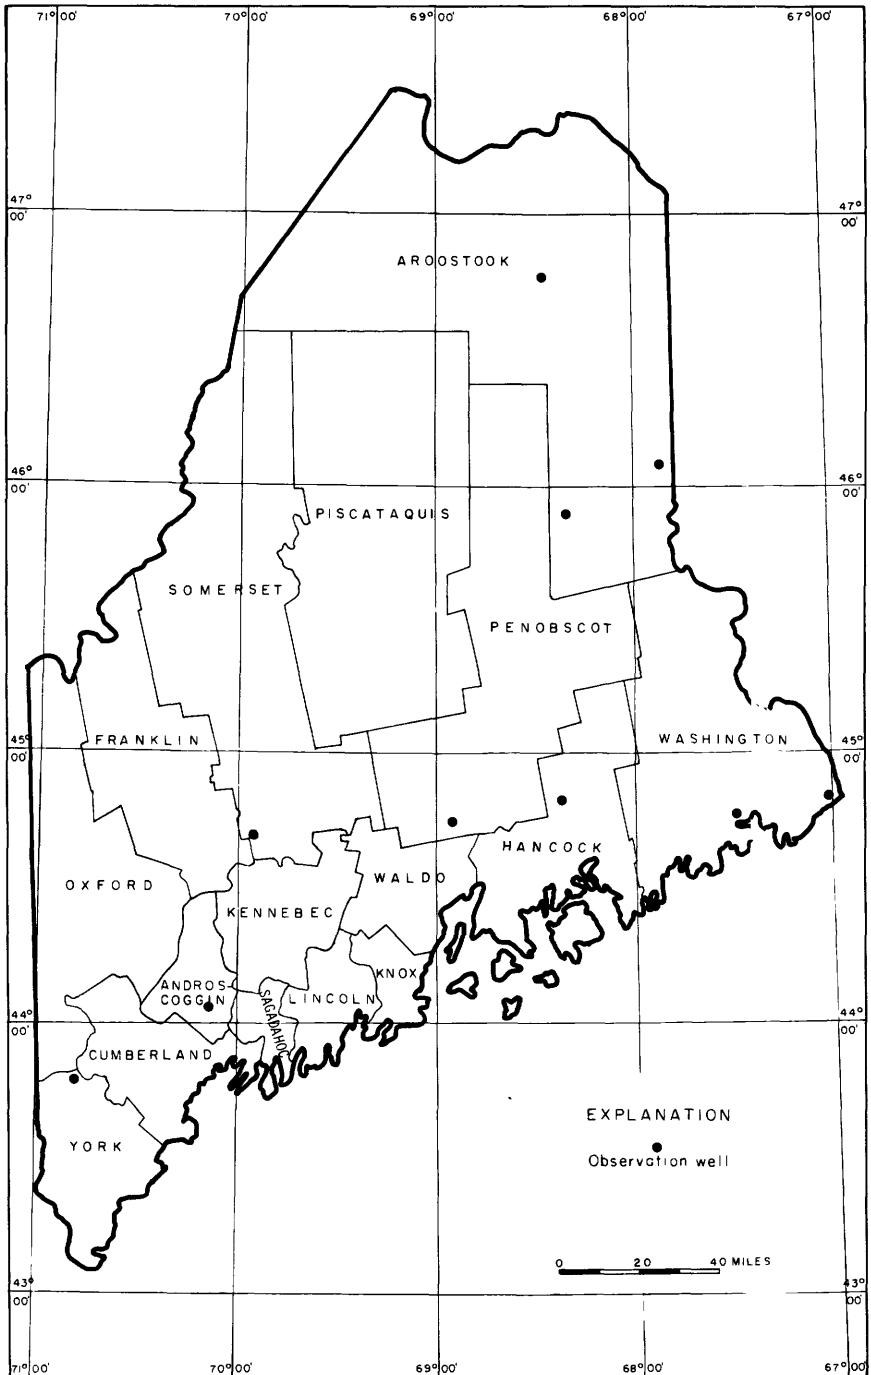 71°00' 70°00' 69°00' 68°00' 67°00'
47° 47°
00' 00'
AROOSTOOK
46° 46°
00' 00'
PISCATAQUIS
SOMERSET
PENOBSCOT
FRANKLIN
WASHINGTON
45° 45°
00' 00'
HANCOCK
WALDO
OXFORD
KENNEBEC
KNOX
ANDROS-
COGGIN
SAGADAHOC
LINCOLN
44° 44°
00' 00'
CUMBERLAND
YORK
EXPLANATION
Observation well
0 20 40 MILES
43° 43°
00' 00'
71°00' 70°00' 69°00' 68°00' 67°00'